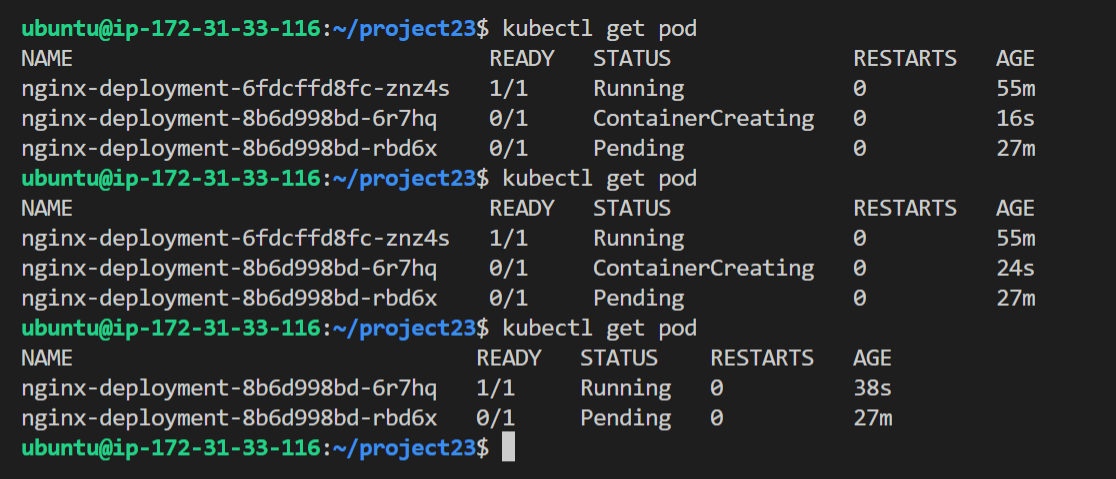 ubuntu@ip-172-31-33-116:~/project23$ kubectl get pod
NAME READY STATUS RESTARTS AGE
nginx-deployment-6fdcffd8fc-znz4s 1/1 Running 0 55m
nginx-deployment-8b6d998bd-6r7hq 0/1 ContainerCreating 0 16s
nginx-deployment-8b6d998bd-rbd6x 0/1 Pending 0 27m
ubuntu@ip-172-31-33-116:~/project23$ kubectl get pod
NAME READY STATUS RESTARTS AGE
nginx-deployment-6fdcffd8fc-znz4s 1/1 Running 0 55m
nginx-deployment-8b6d998bd-6r7hq 0/1 ContainerCreating 0 24s
nginx-deployment-8b6d998bd-rbd6x 0/1 Pending 0 27m
ubuntu@ip-172-31-33-116:~/project23$ kubectl get pod
NAME READY STATUS RESTARTS AGE
nginx-deployment-8b6d998bd-6r7hq 1/1 Running 0 38s
nginx-deployment-8b6d998bd-rbd6x 0/1 Pending 0 27m
ubuntu@ip-172-31-33-116:~/project23$